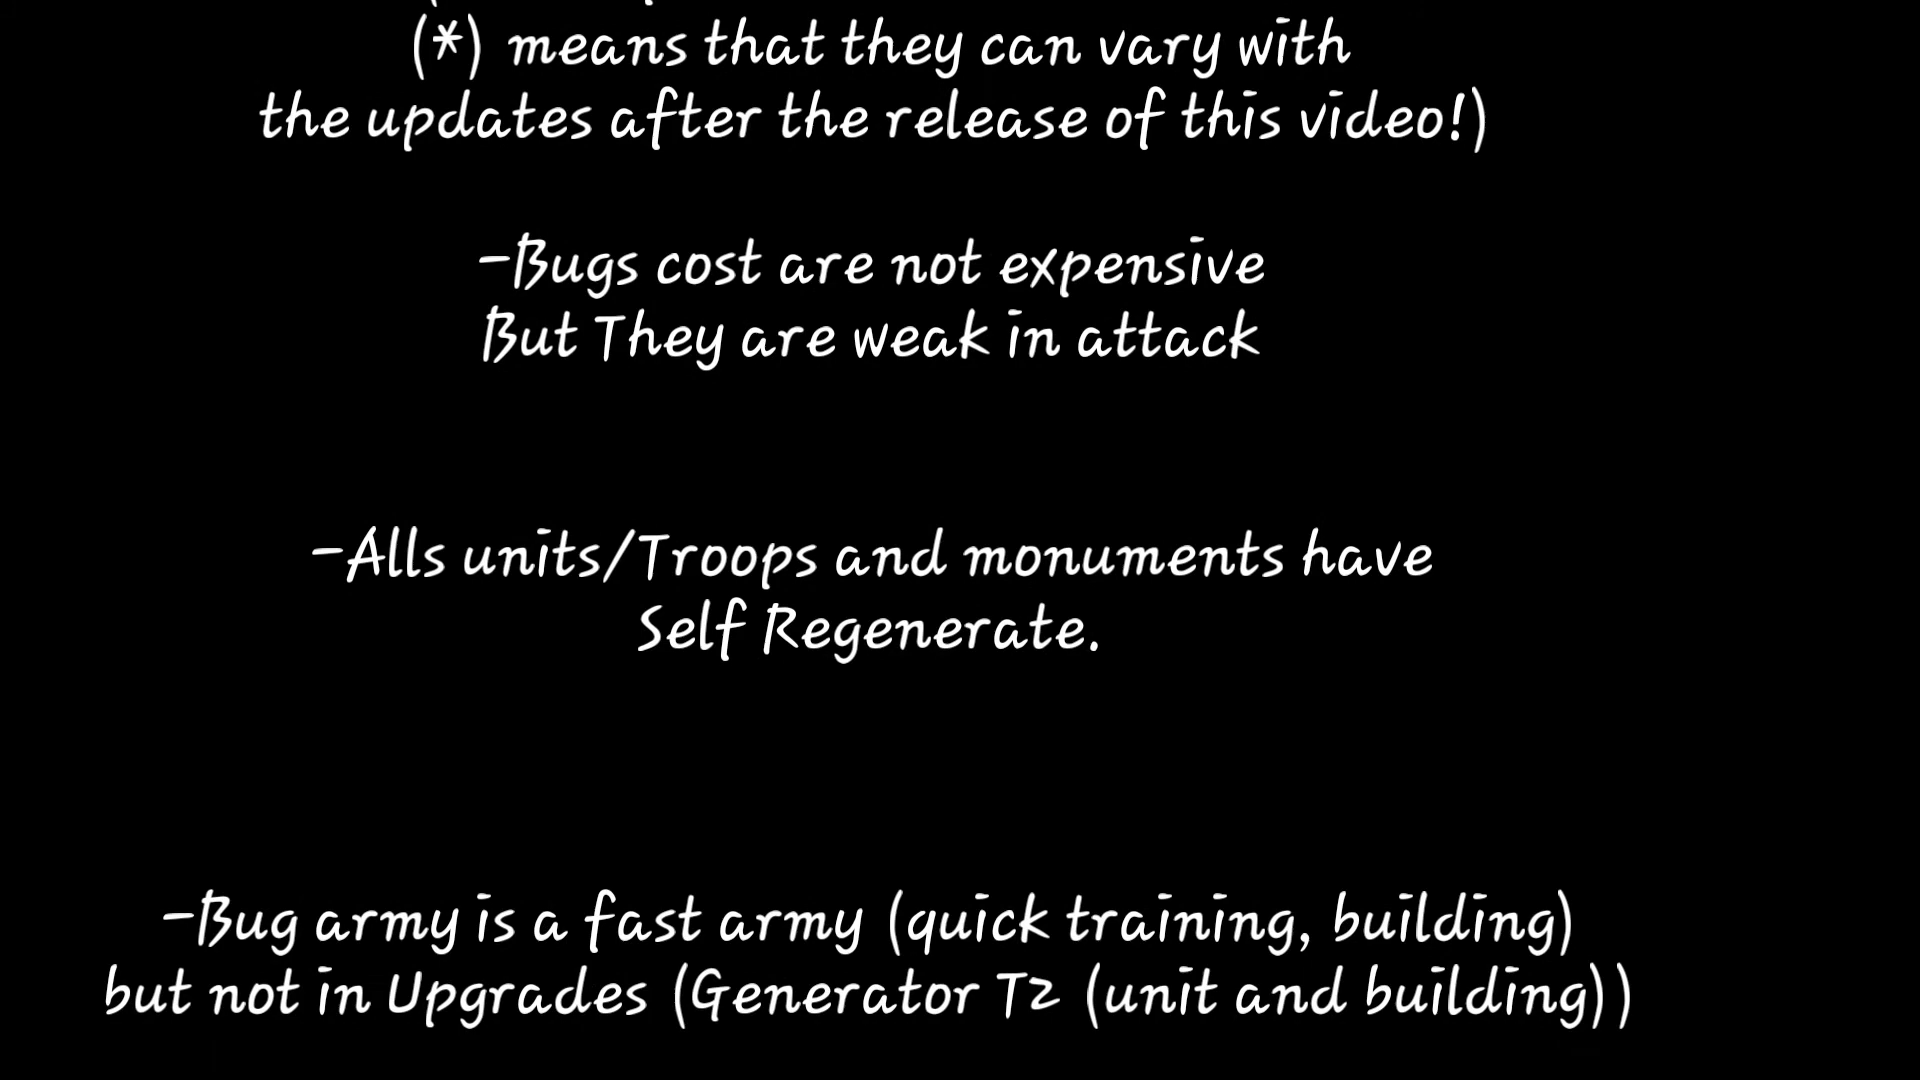 (*) means that they can vary with
the updates after the release of this video!)
-Bugs cost are not expensive
But They are weak in attack
-Alls units/Troops and monuments have
Self Regenerate.
-Bug army is a fast army (quick training, building)
but not in Upgrades (Generator T2 (unit and building))